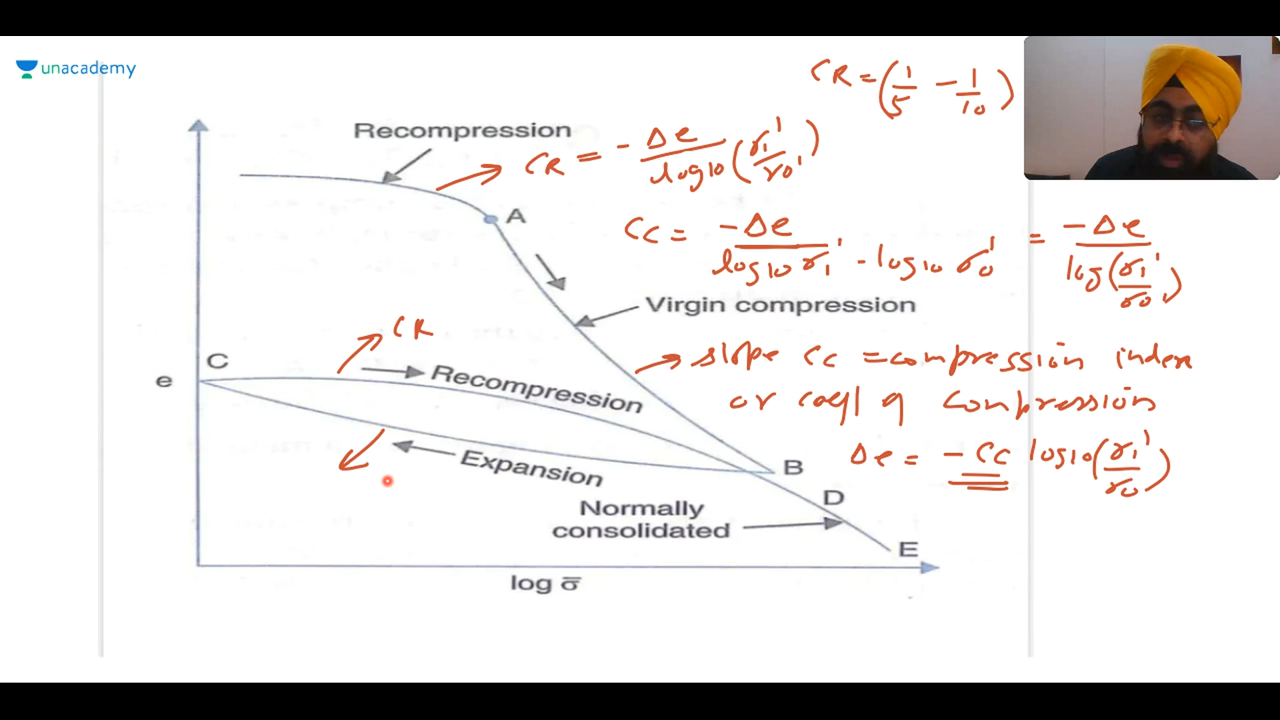 unacademy
CR = (1/5 - 1/10)
Recompression
CR = -Δe / log10 (σ1'/σ0')
A
CC = -Δe / log10 σ1' - log10 σ0' = -Δe / log(σ1'/σ0')
Virgin compression
CR
C
slope Cc = compression index
e
Recompression
or coeff of compression
Δe = -Cc log10(σ1'/σ0)
Expansion
B
D
Normally
consolidated
E
log σ̅